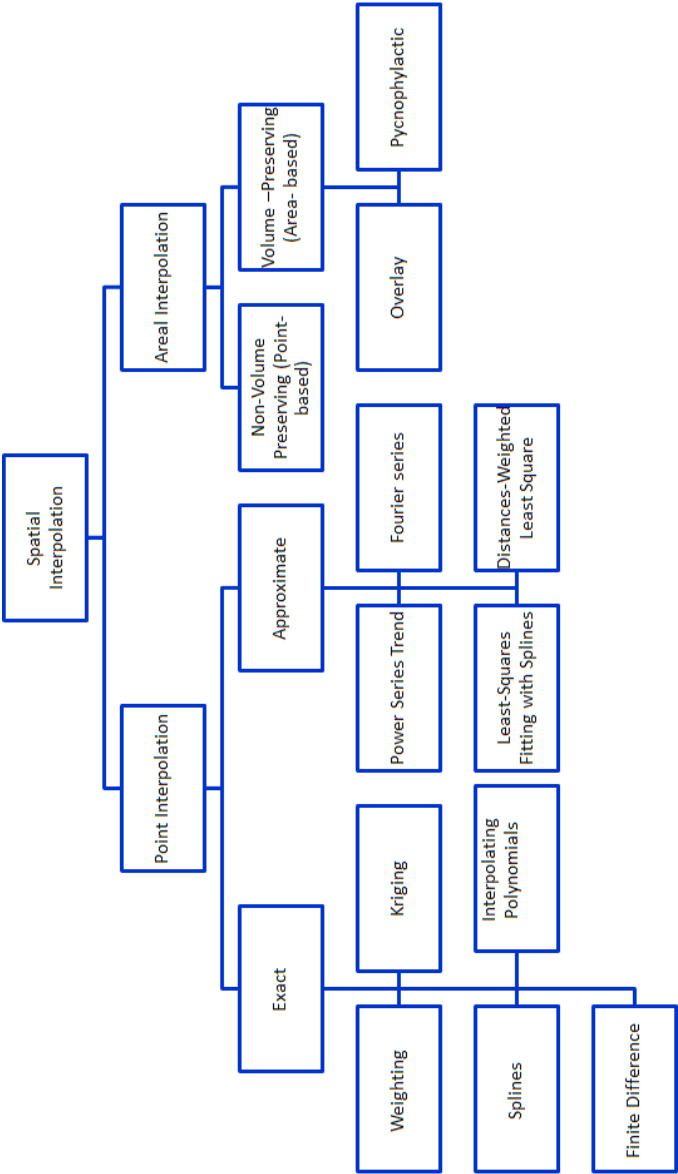 Spatial
Interpolation
Point Interpolation
Areal Interpolation
Exact
Approximate
Non-Volume
Preserving (Point-
based)
Volume –Preserving
(Area- based)
Weighting
Kriging
Power Series Trend
Fourier series
Overlay
Pycnophylactic
Splines
Interpolating
Polynomials
Least-Squares
Fitting with Splines
Distances-Weighted
Least Square
Finite Difference